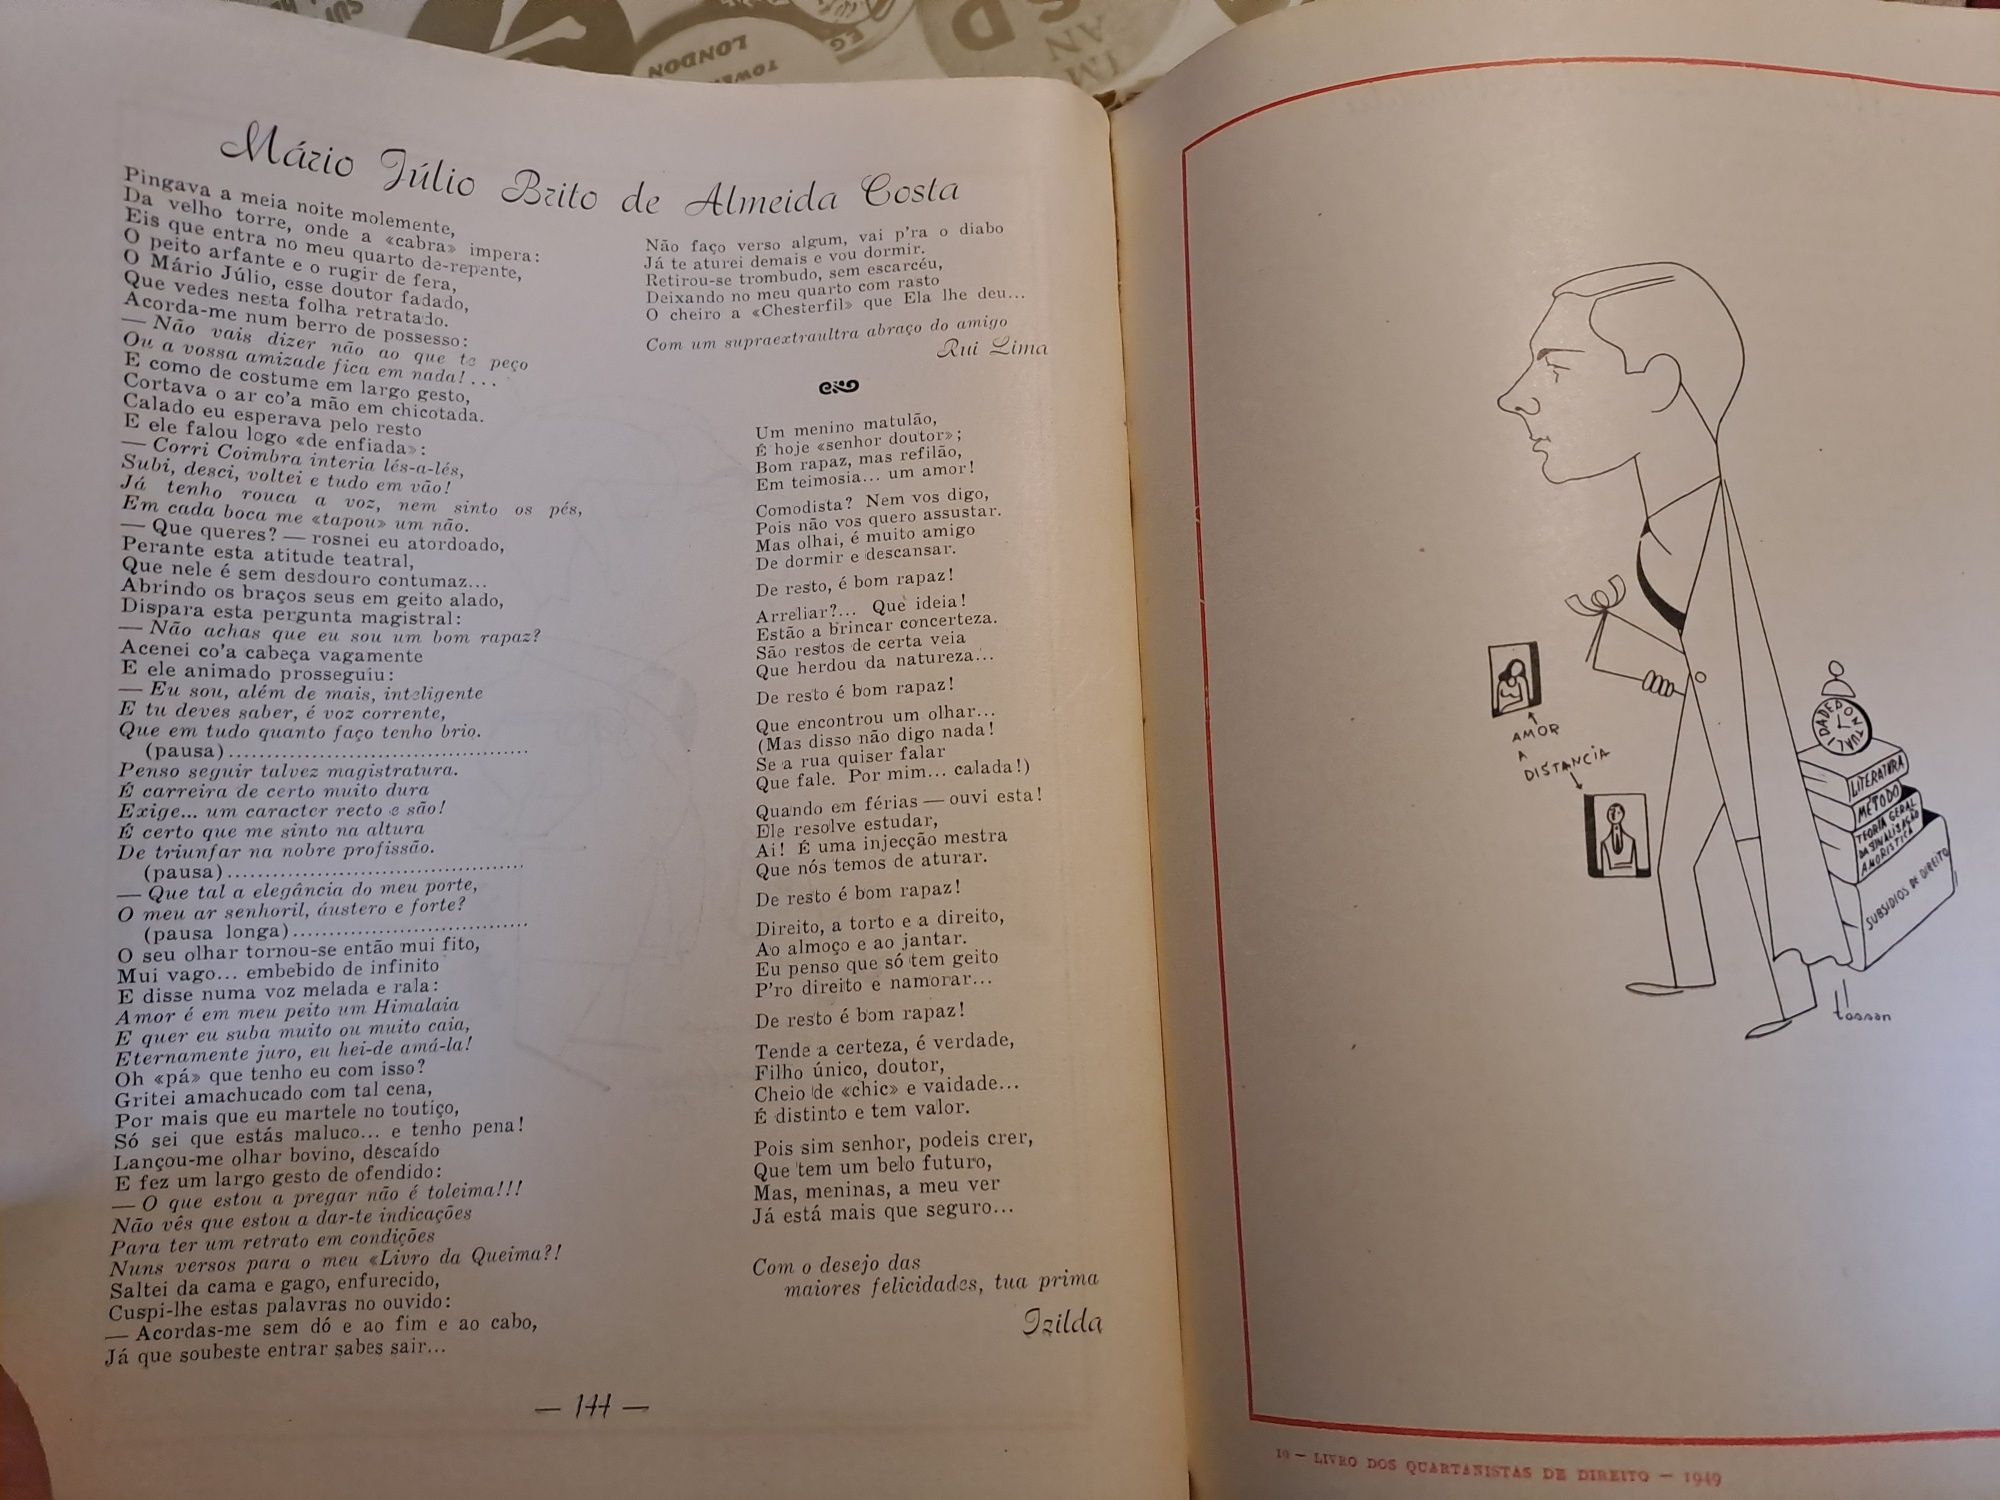 TOWER
LONDON
Mário Júlio Brito de Almeida Costa
Pingava a meia noite molemente,
Da velho torre, onde a «cabra» impera:
Eis que entra no meu quarto de-repente,
O peito arfante e o rugir de fera,
O Mário Júlio, esse doutor fadado,
Que vedes nesta folha retratado.
Acorda-me num berro de possesso:
— Não vais dizer não ao que te peço
Ou a vossa amizade fica em nada!...
E como de costume em largo gesto,
Cortava o ar co'a mão em chicotada.
Calado eu esperava pelo resto
E ele falou logo «de enfiada»:
— Corri Coimbra interia lés-a-lés,
Subi, desci, voltei e tudo em vão!
Já tenho rouca a voz, nem sinto os pés,
Em cada boca me «tapou» um não.
— Que queres? — rosnei eu atordoado,
Perante esta atitude teatral,
Que nele é sem desdouro contumaz...
Abrindo os braços seus em geito alado,
Dispara esta pergunta magistral:
— Não achas que eu sou um bom rapaz?
Acenei co'a cabeça vagamente
E ele animado prosseguiu:
— Eu sou, além de mais, inteligente
E tu deves saber, é voz corrente,
Que em tudo quanto faço tenho brio.
(pausa)........................................
Penso seguir talvez magistratura.
É carreira de certo muito dura
Exige... um caracter recto e são!
É certo que me sinto na altura
De triunfar na nobre profissão.
(pausa)........................................
— Que tal a elegância do meu porte,
O meu ar senhoril, áustero e forte?
(pausa longa)................................
O seu olhar tornou-se então mui fito,
Mui vago... embebido de infinito
E disse numa voz melada e rala:
Amor é em meu peito um Himalaia
E quer eu suba muito ou muito caia,
Eternamente juro, eu hei-de amá-la!
Oh «pá» que tenho eu com isso?
Gritei amachucado com tal cena,
Por mais que eu martele no toutiço,
Só sei que estás maluco... e tenho pena!
Lançou-me olhar bovino, descaído
E fez um largo gesto de ofendido:
— O que estou a pregar não é toleima!!!
Não vês que estou a dar-te indicações
Para ter um retrato em condições
Nuns versos para o meu «Livro da Queima?!
Saltei da cama e gago, enfurecido,
Cuspi-lhe estas palavras no ouvido:
— Acordas-me sem dó e ao fim e ao cabo,
Já que soubeste entrar sabes sair...
Não faço verso algum, vai p'ra o diabo
Já te aturei demais e vou dormir.
Retirou-se trombudo, sem escarcéu,
Deixando no meu quarto com rasto
O cheiro a «Chesterfil» que Ela lhe deu...
Com um supraextraultra abraço do amigo
Rui Lima
Um menino matulão,
É hoje «senhor doutor»;
Bom rapaz, mas refilão,
Em teimosia... um amor!
Comodista? Nem vos digo,
Pois não vos quero assustar.
Mas olhai, é muito amigo
De dormir e descansar.
De resto, é bom rapaz!
Arreliar?... Que ideia!
Estão a brincar concerteza.
São restos de certa veia
Que herdou da natureza...
De resto é bom rapaz!
Que encontrou um olhar...
(Mas disso não digo nada!
Se a rua quiser falar
Que fale. Por mim... calada!)
Quando em férias — ouvi esta!
Ele resolve estudar,
Ai! É uma injecção mestra
Que nós temos de aturar.
De resto é bom rapaz!
Direito, a torto e a direito,
Ao almoço e ao jantar.
Eu penso que só tem geito
P'ro direito e namorar...
De resto é bom rapaz!
Tende a certeza, é verdade,
Filho único, doutor,
Cheio de «chic» e vaidade...
É distinto e tem valor.
Pois sim senhor, podeis crer,
Que tem um belo futuro,
Mas, meninas, a meu ver
Já está mais que seguro...
Com o desejo das
maiores felicidades, tua prima
Izilda
— 144 —
AMOR
A
DISTANCIA
PONTUALIDADE
LITERATURA
MÉTODO
TEORIA GERAL
DA SINALIZAÇÃO
AMORISTICA
SUBSIDIOS DE DIREITO
tossan
10 — LIVRO DOS QUARTANISTAS DE DIREITO — 1949